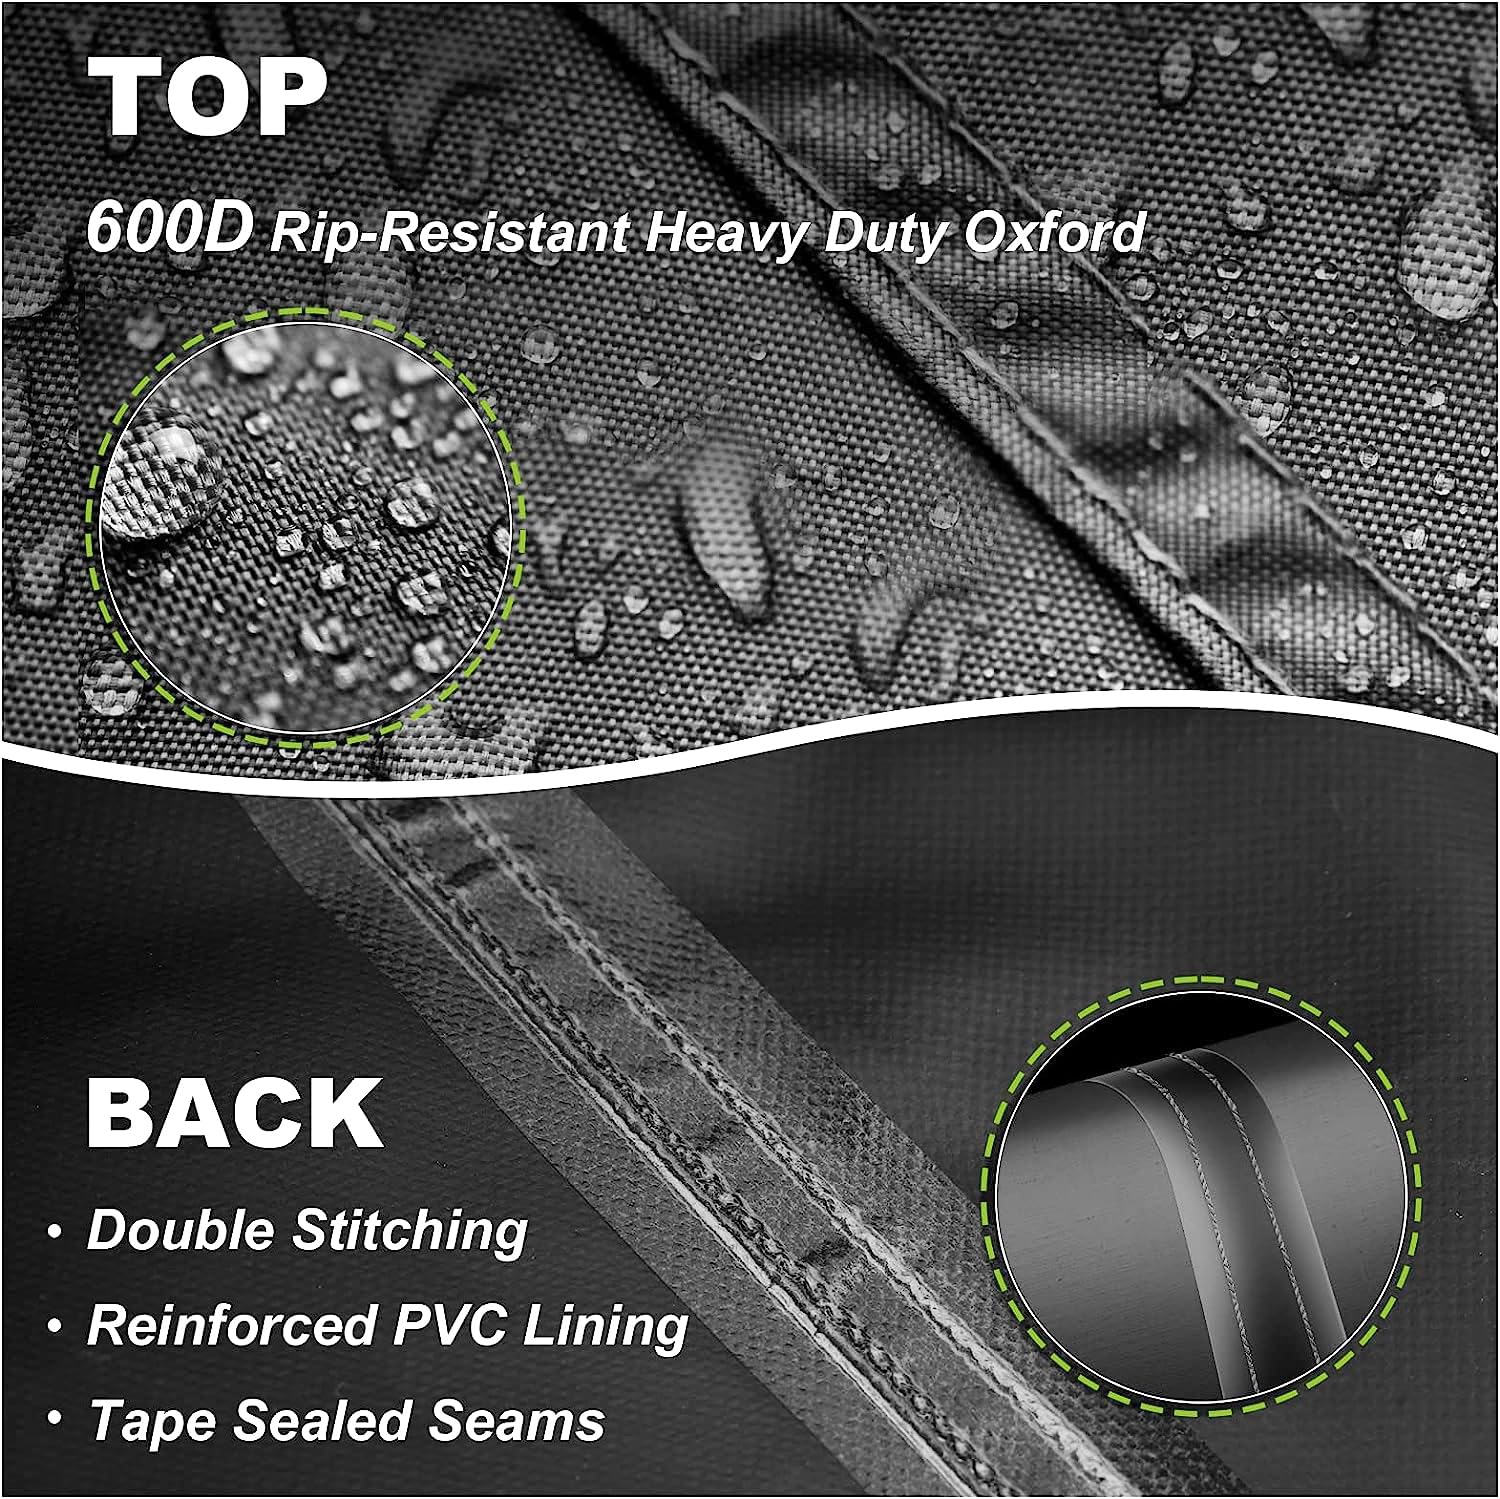 TOP
600D Rip-Resistant Heavy Duty Oxford
BACK
• Double Stitching
• Reinforced PVC Lining
• Tape Sealed Seams